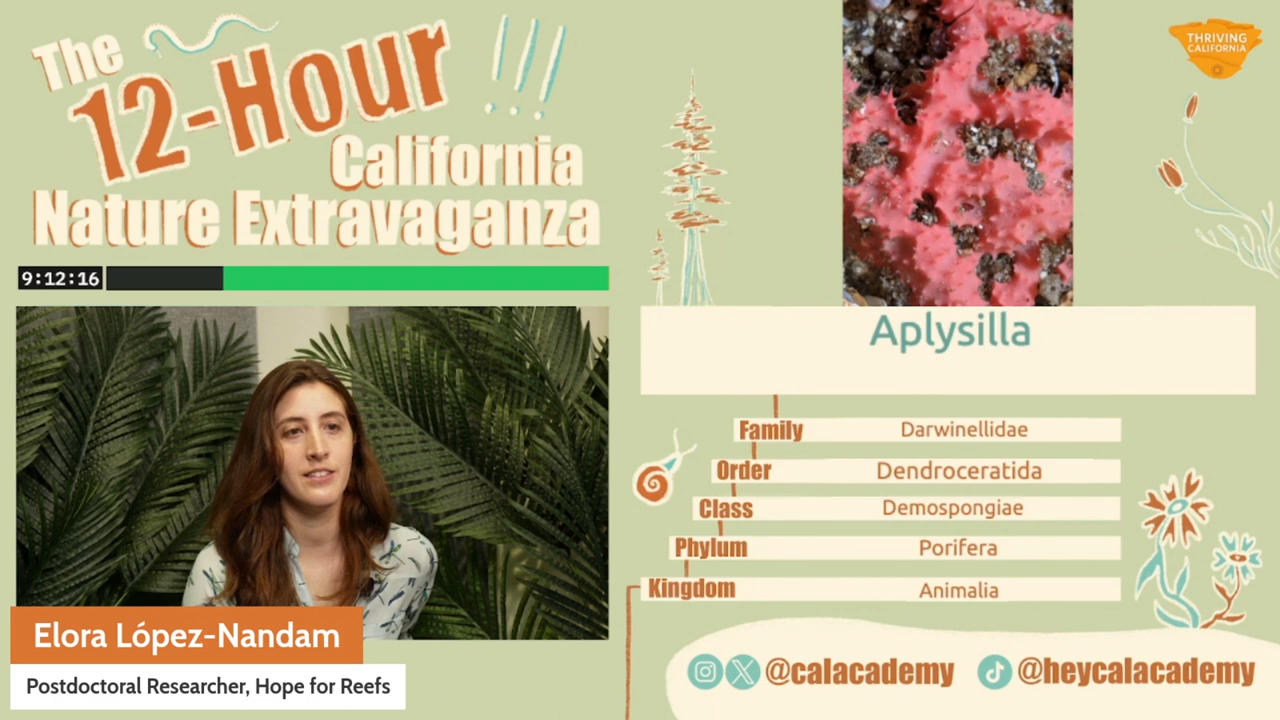 The
12-Hour
!!!
California
Nature Extravaganza
9:12:16
Elora López-Nandam
Postdoctoral Researcher, Hope for Reefs
THRIVING
CALIFORNIA
Aplysilla
Family Darwinellidae
Order Dendroceratida
Class Demospongiae
Phylum Porifera
Kingdom Animalia
@calacademy @heycalacademy